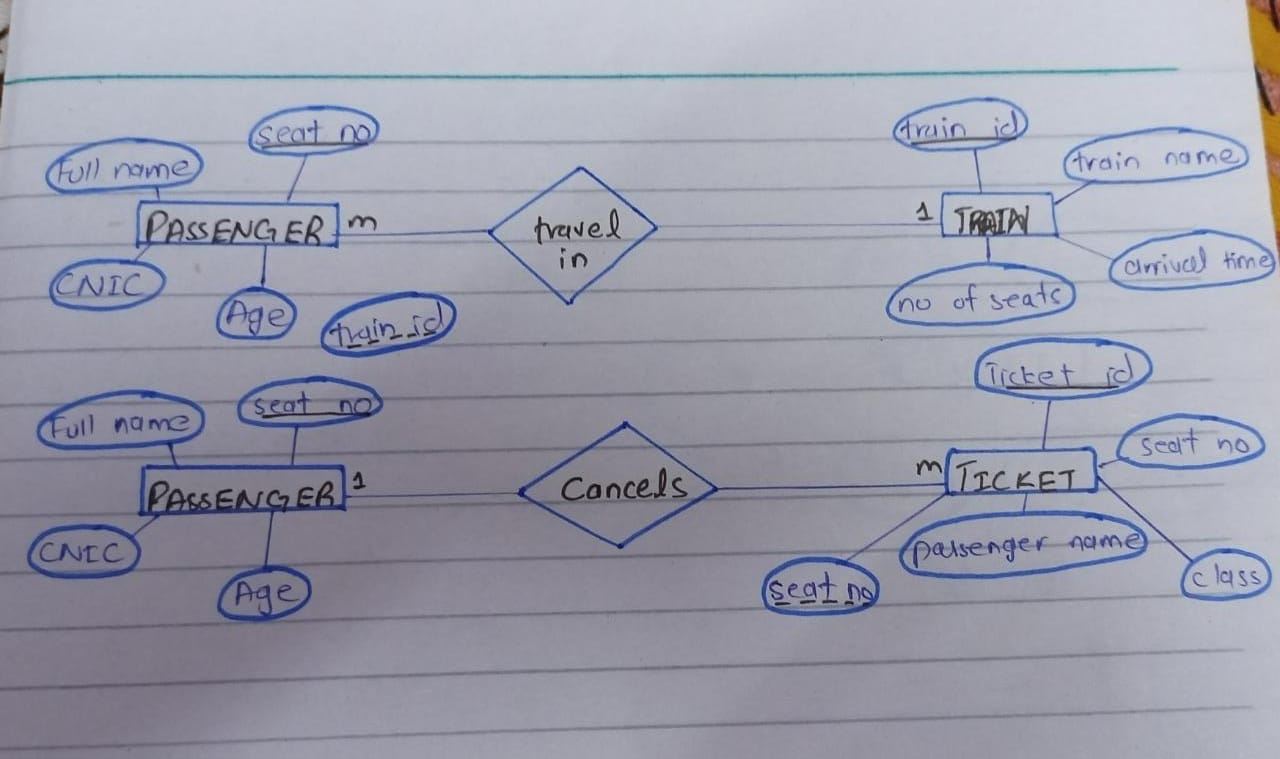 seat no
Full name
PASSENGER m
CNIC
Age
train id
travel
in
train id
train name
1 TRAIN
arrival time
no of seats
Full name
seat no
PASSENGER 1
CNIC
Age
Cancels
Ticket id
seat no
m TICKET
passenger name
seat no
class